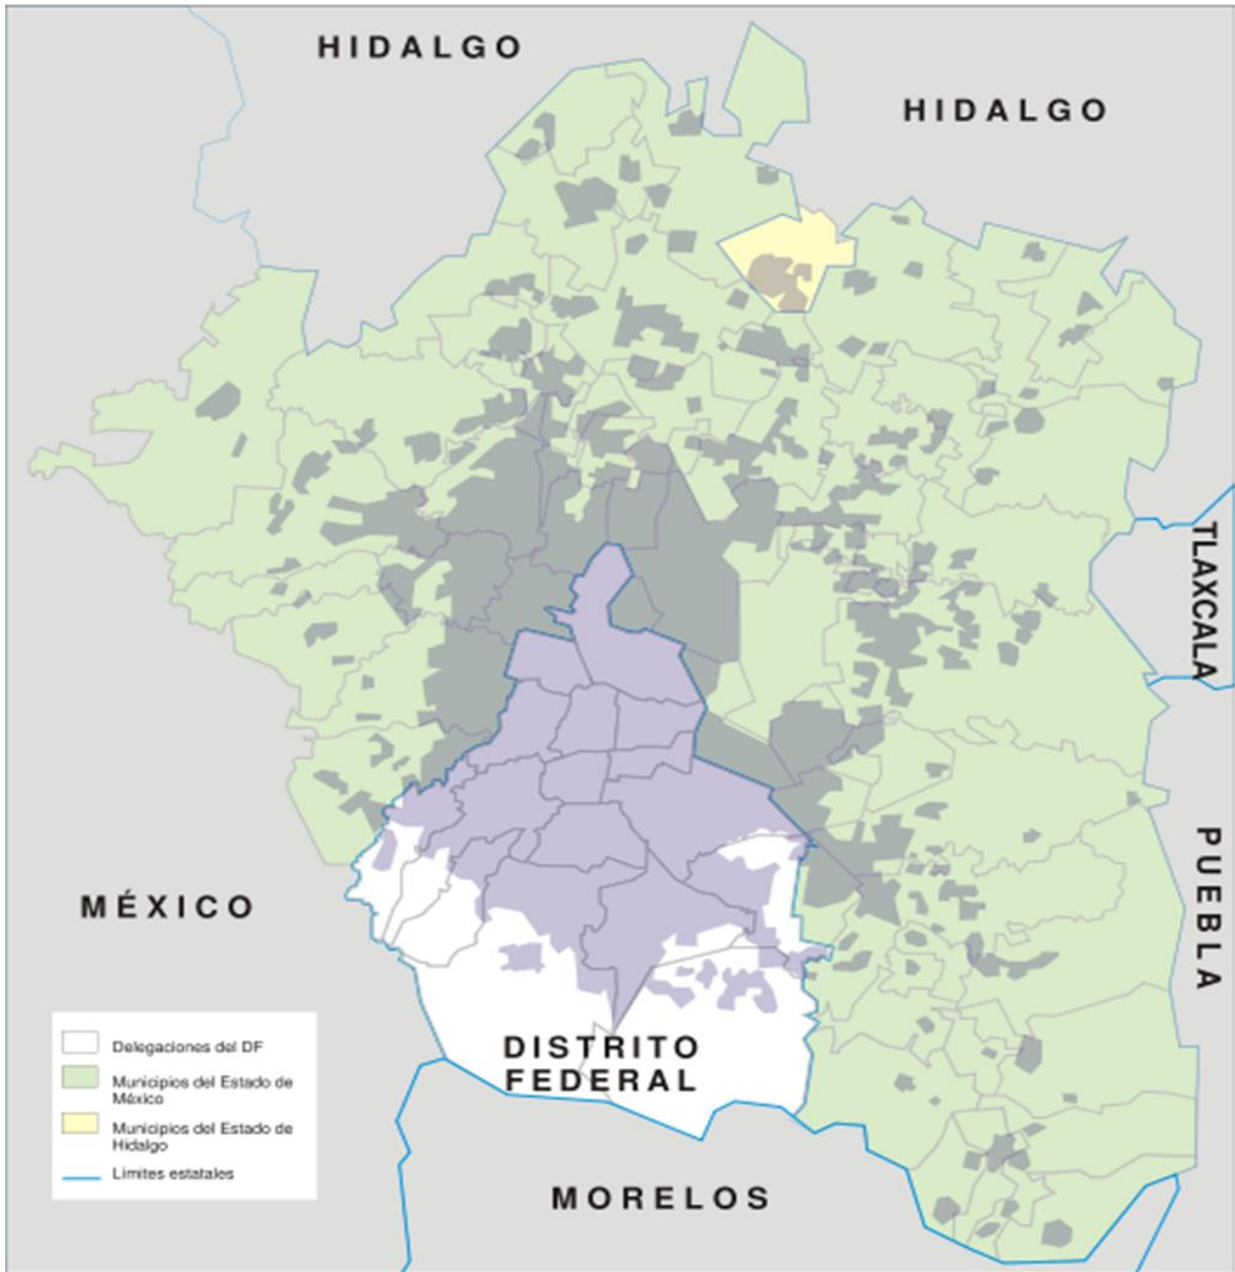 HIDALGO
HIDALGO
TLAXCALA
MÉXICO
PUEBLA
DISTRITO
FEDERAL
MORELOS
Delegaciones del DF
Municipios del Estado de
México
Municipios del Estado de
Hidalgo
Limites estatales